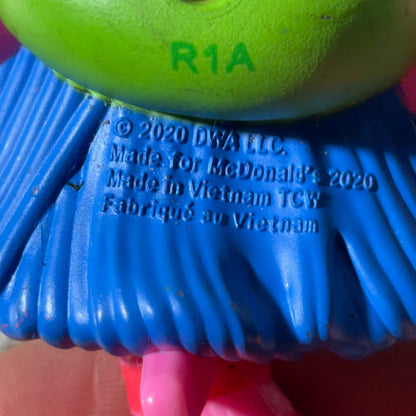 R1A
© 2020 DWA LLC.
Made for McDonald's 2020
Made in Vietnam TCW
Fabriqué au Vietnam